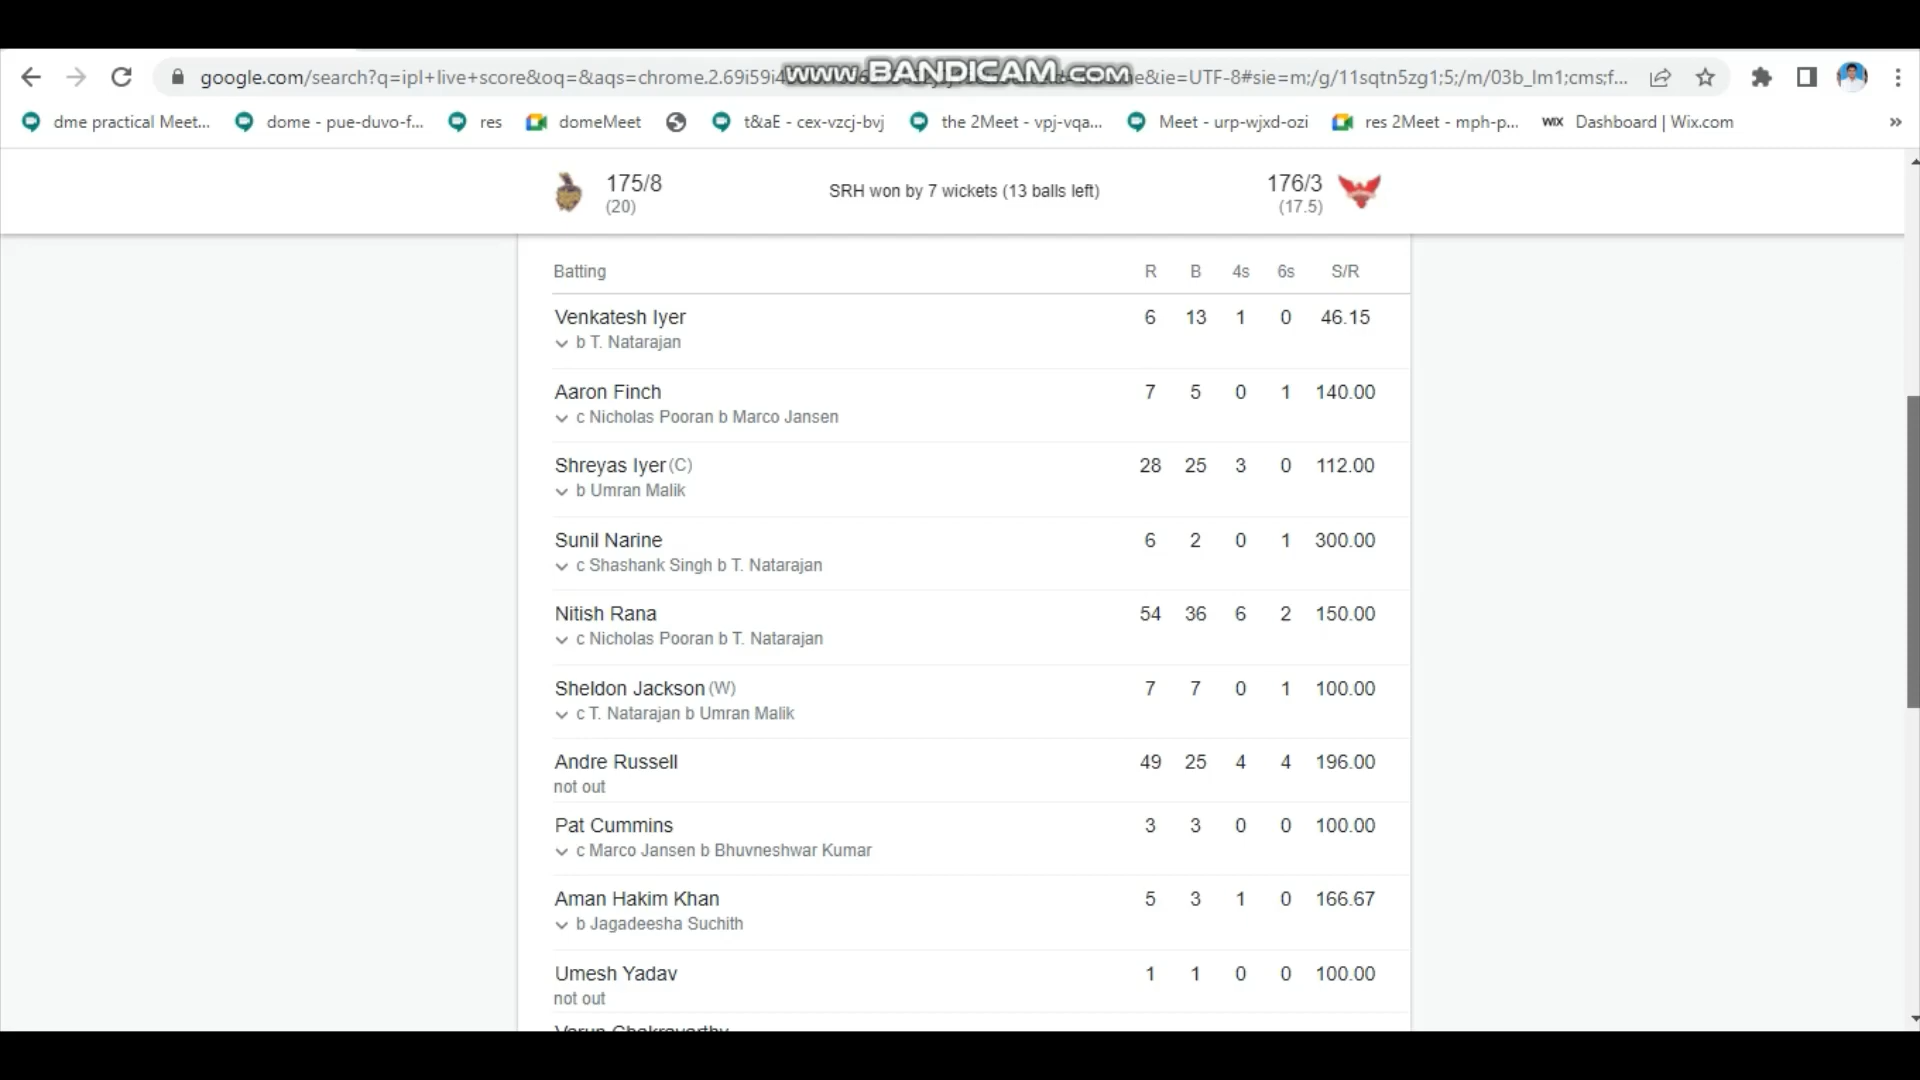 google.com/search?q=ipl+live+score&oq=&aqs=chrome.2.69i59i4
www.BANDICAM.com
e&ie=UTF-8#sie=m;/g/11sqtn5zg1;5;/m/03b_lm1;cms;f...
dme practical Meet... dome - pue-duvo-f... res domeMeet t&aE - cex-vzcj-bvj the 2Meet - vpj-vqa... Meet - urp-wjxd-ozi res 2Meet - mph-p... WIX Dashboard | Wix.com »
175/8 SRH won by 7 wickets (13 balls left) 176/3
(20) (17.5)
Batting R B 4s 6s S/R
Venkatesh Iyer 6 13 1 0 46.15
b T. Natarajan
Aaron Finch 7 5 0 1 140.00
c Nicholas Pooran b Marco Jansen
Shreyas Iyer (C) 28 25 3 0 112.00
b Umran Malik
Sunil Narine 6 2 0 1 300.00
c Shashank Singh b T. Natarajan
Nitish Rana 54 36 6 2 150.00
c Nicholas Pooran b T. Natarajan
Sheldon Jackson (W) 7 7 0 1 100.00
c T. Natarajan b Umran Malik
Andre Russell 49 25 4 4 196.00
not out
Pat Cummins 3 3 0 0 100.00
c Marco Jansen b Bhuvneshwar Kumar
Aman Hakim Khan 5 3 1 0 166.67
b Jagadeesha Suchith
Umesh Yadav 1 1 0 0 100.00
not out
Varun Chakravarthy